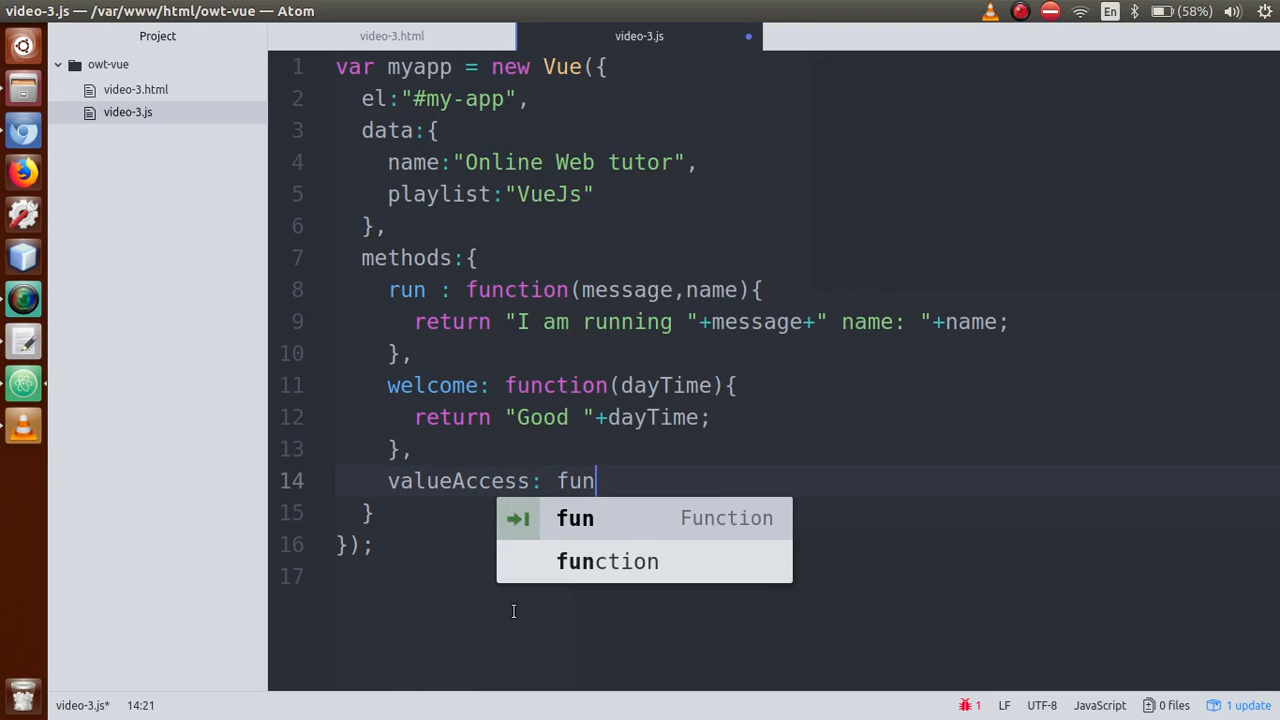 video-3.js — /var/www/html/owt-vue — Atom
En
(58%)
Project
video-3.html
video-3.js
owt-vue
video-3.html
video-3.js
1 var myapp = new Vue({
2 el:"#my-app",
3 data:{
4 name:"Online Web tutor",
5 playlist:"VueJs"
6 },
7 methods:{
8 run : function(message,name){
9 return "I am running "+message+" name: "+name;
10 },
11 welcome: function(dayTime){
12 return "Good "+dayTime;
13 },
14 valueAccess: fun
fun Function
function
15 }
16 });
17
video-3.js* 14:21
1 LF UTF-8 JavaScript 0 files 1 update